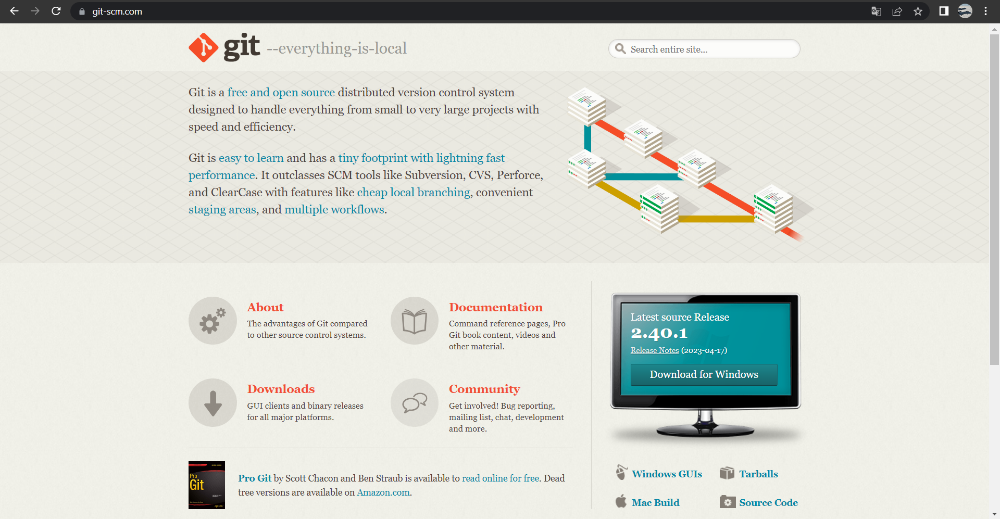 git-scm.com
git --everything-is-local
Search entire site...
Git is a free and open source distributed version control system
designed to handle everything from small to very large projects with
speed and efficiency.
Git is easy to learn and has a tiny footprint with lightning fast
performance. It outclasses SCM tools like Subversion, CVS, Perforce,
and ClearCase with features like cheap local branching, convenient
staging areas, and multiple workflows.
About
The advantages of Git compared
to other source control systems.
Documentation
Command reference pages, Pro
Git book content, videos and
other material.
Downloads
GUI clients and binary releases
for all major platforms.
Community
Get involved! Bug reporting,
mailing list, chat, development
and more.
Latest source Release
2.40.1
Release Notes (2023-04-17)
Download for Windows
Pro
Git
Pro Git by Scott Chacon and Ben Straub is available to read online for free. Dead
tree versions are available on Amazon.com.
Windows GUIs
Tarballs
Mac Build
Source Code